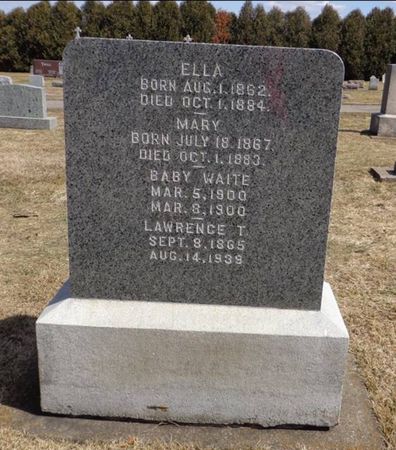 ELLA
BORN AUG. 1, 1862.
DIED OCT. 1, 1884.
MARY
BORN JULY 18, 1867.
DIED OCT. 1, 1883.
BABY WAITE
MAR. 5, 1900
MAR. 8, 1900
LAWRENCE T
SEPT. 8, 1865
AUG. 14, 1939